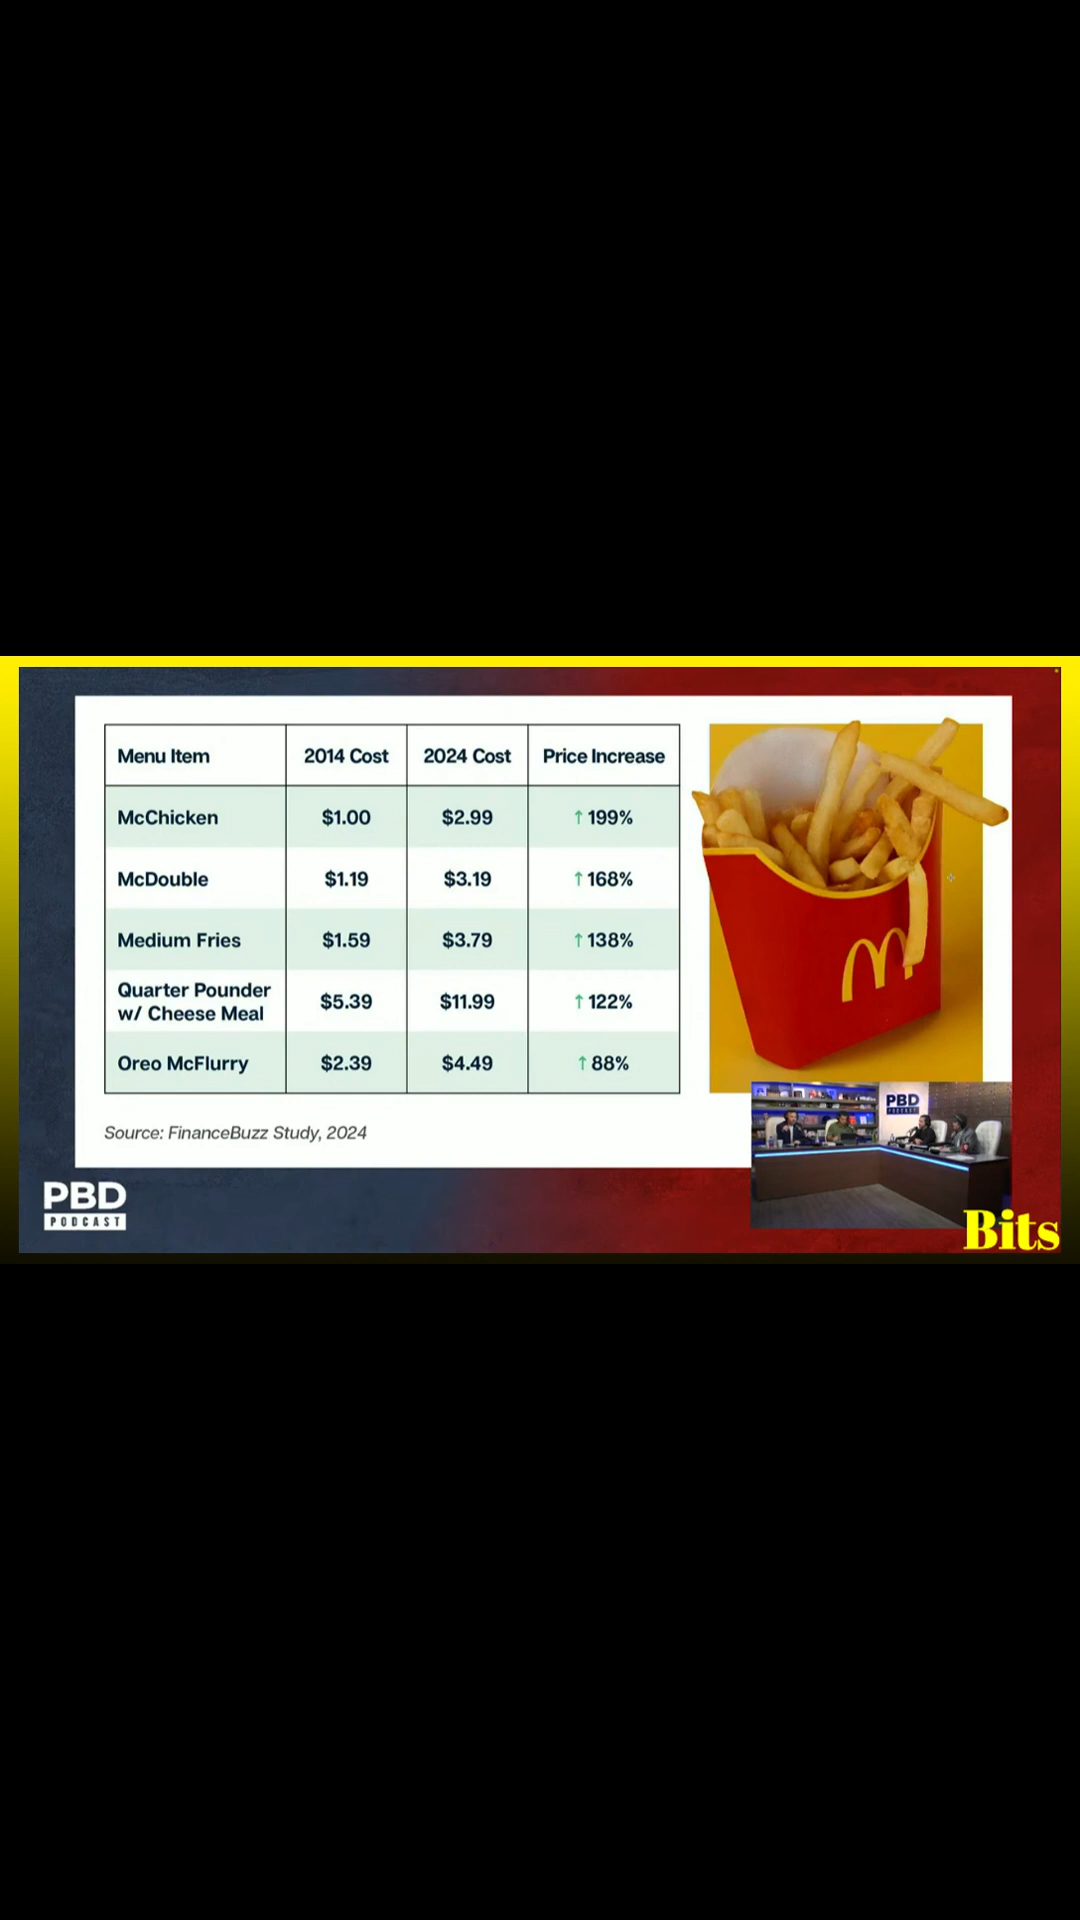 Menu Item 2014 Cost 2024 Cost Price Increase
McChicken $1.00 $2.99 ↑ 199%
McDouble $1.19 $3.19 ↑ 168%
Medium Fries $1.59 $3.79 ↑ 138%
Quarter Pounder
w/ Cheese Meal $5.39 $11.99 ↑ 122%
Oreo McFlurry $2.39 $4.49 ↑ 88%
Source: FinanceBuzz Study, 2024
PBD
PODCAST
PBD
PODCAST
Bits